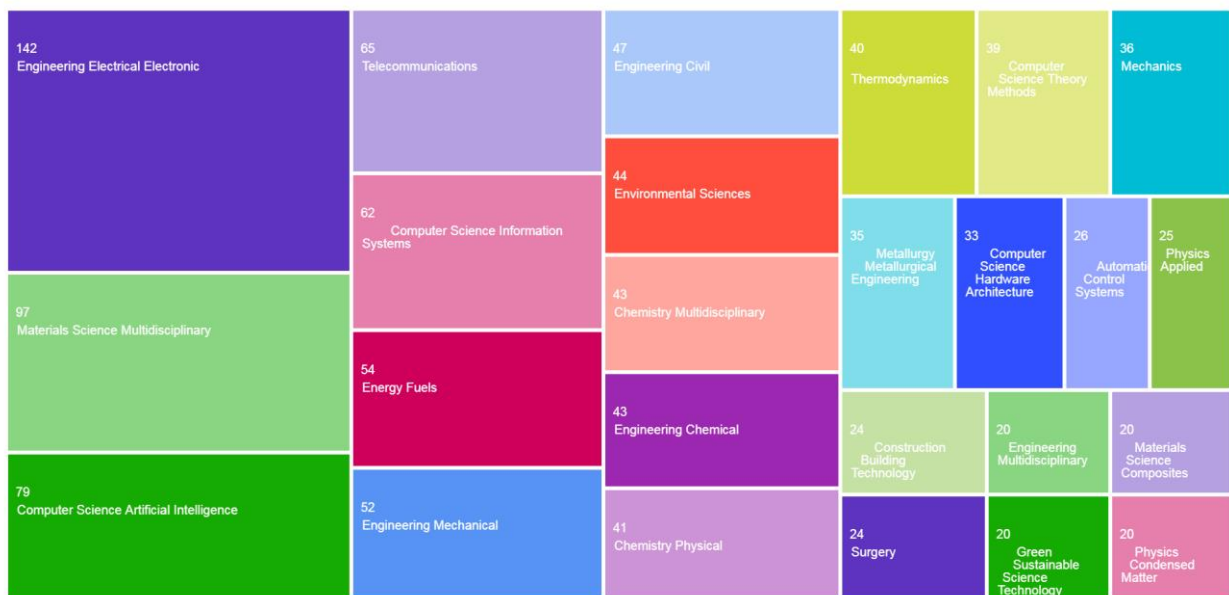 142
Engineering Electrical Electronic
97
Materials Science Multidisciplinary
79
Computer Science Artificial Intelligence
65
Telecommunications
62
Computer Science Information
Systems
54
Energy Fuels
52
Engineering Mechanical
47
Engineering Civil
44
Environmental Sciences
43
Chemistry Multidisciplinary
43
Engineering Chemical
41
Chemistry Physical
40
Thermodynamics
39
Computer
Science Theory
Methods
36
Mechanics
35
Metallurgy
Metallurgical
Engineering
33
Computer
Science
Hardware
Architecture
26
Automatic
Control
Systems
25
Physics
Applied
24
Construction
Building
Technology
20
Engineering
Multidisciplinary
20
Materials
Science
Composites
24
Surgery
20
Green
Sustainable
Science
Technology
20
Physics
Condensed
Matter